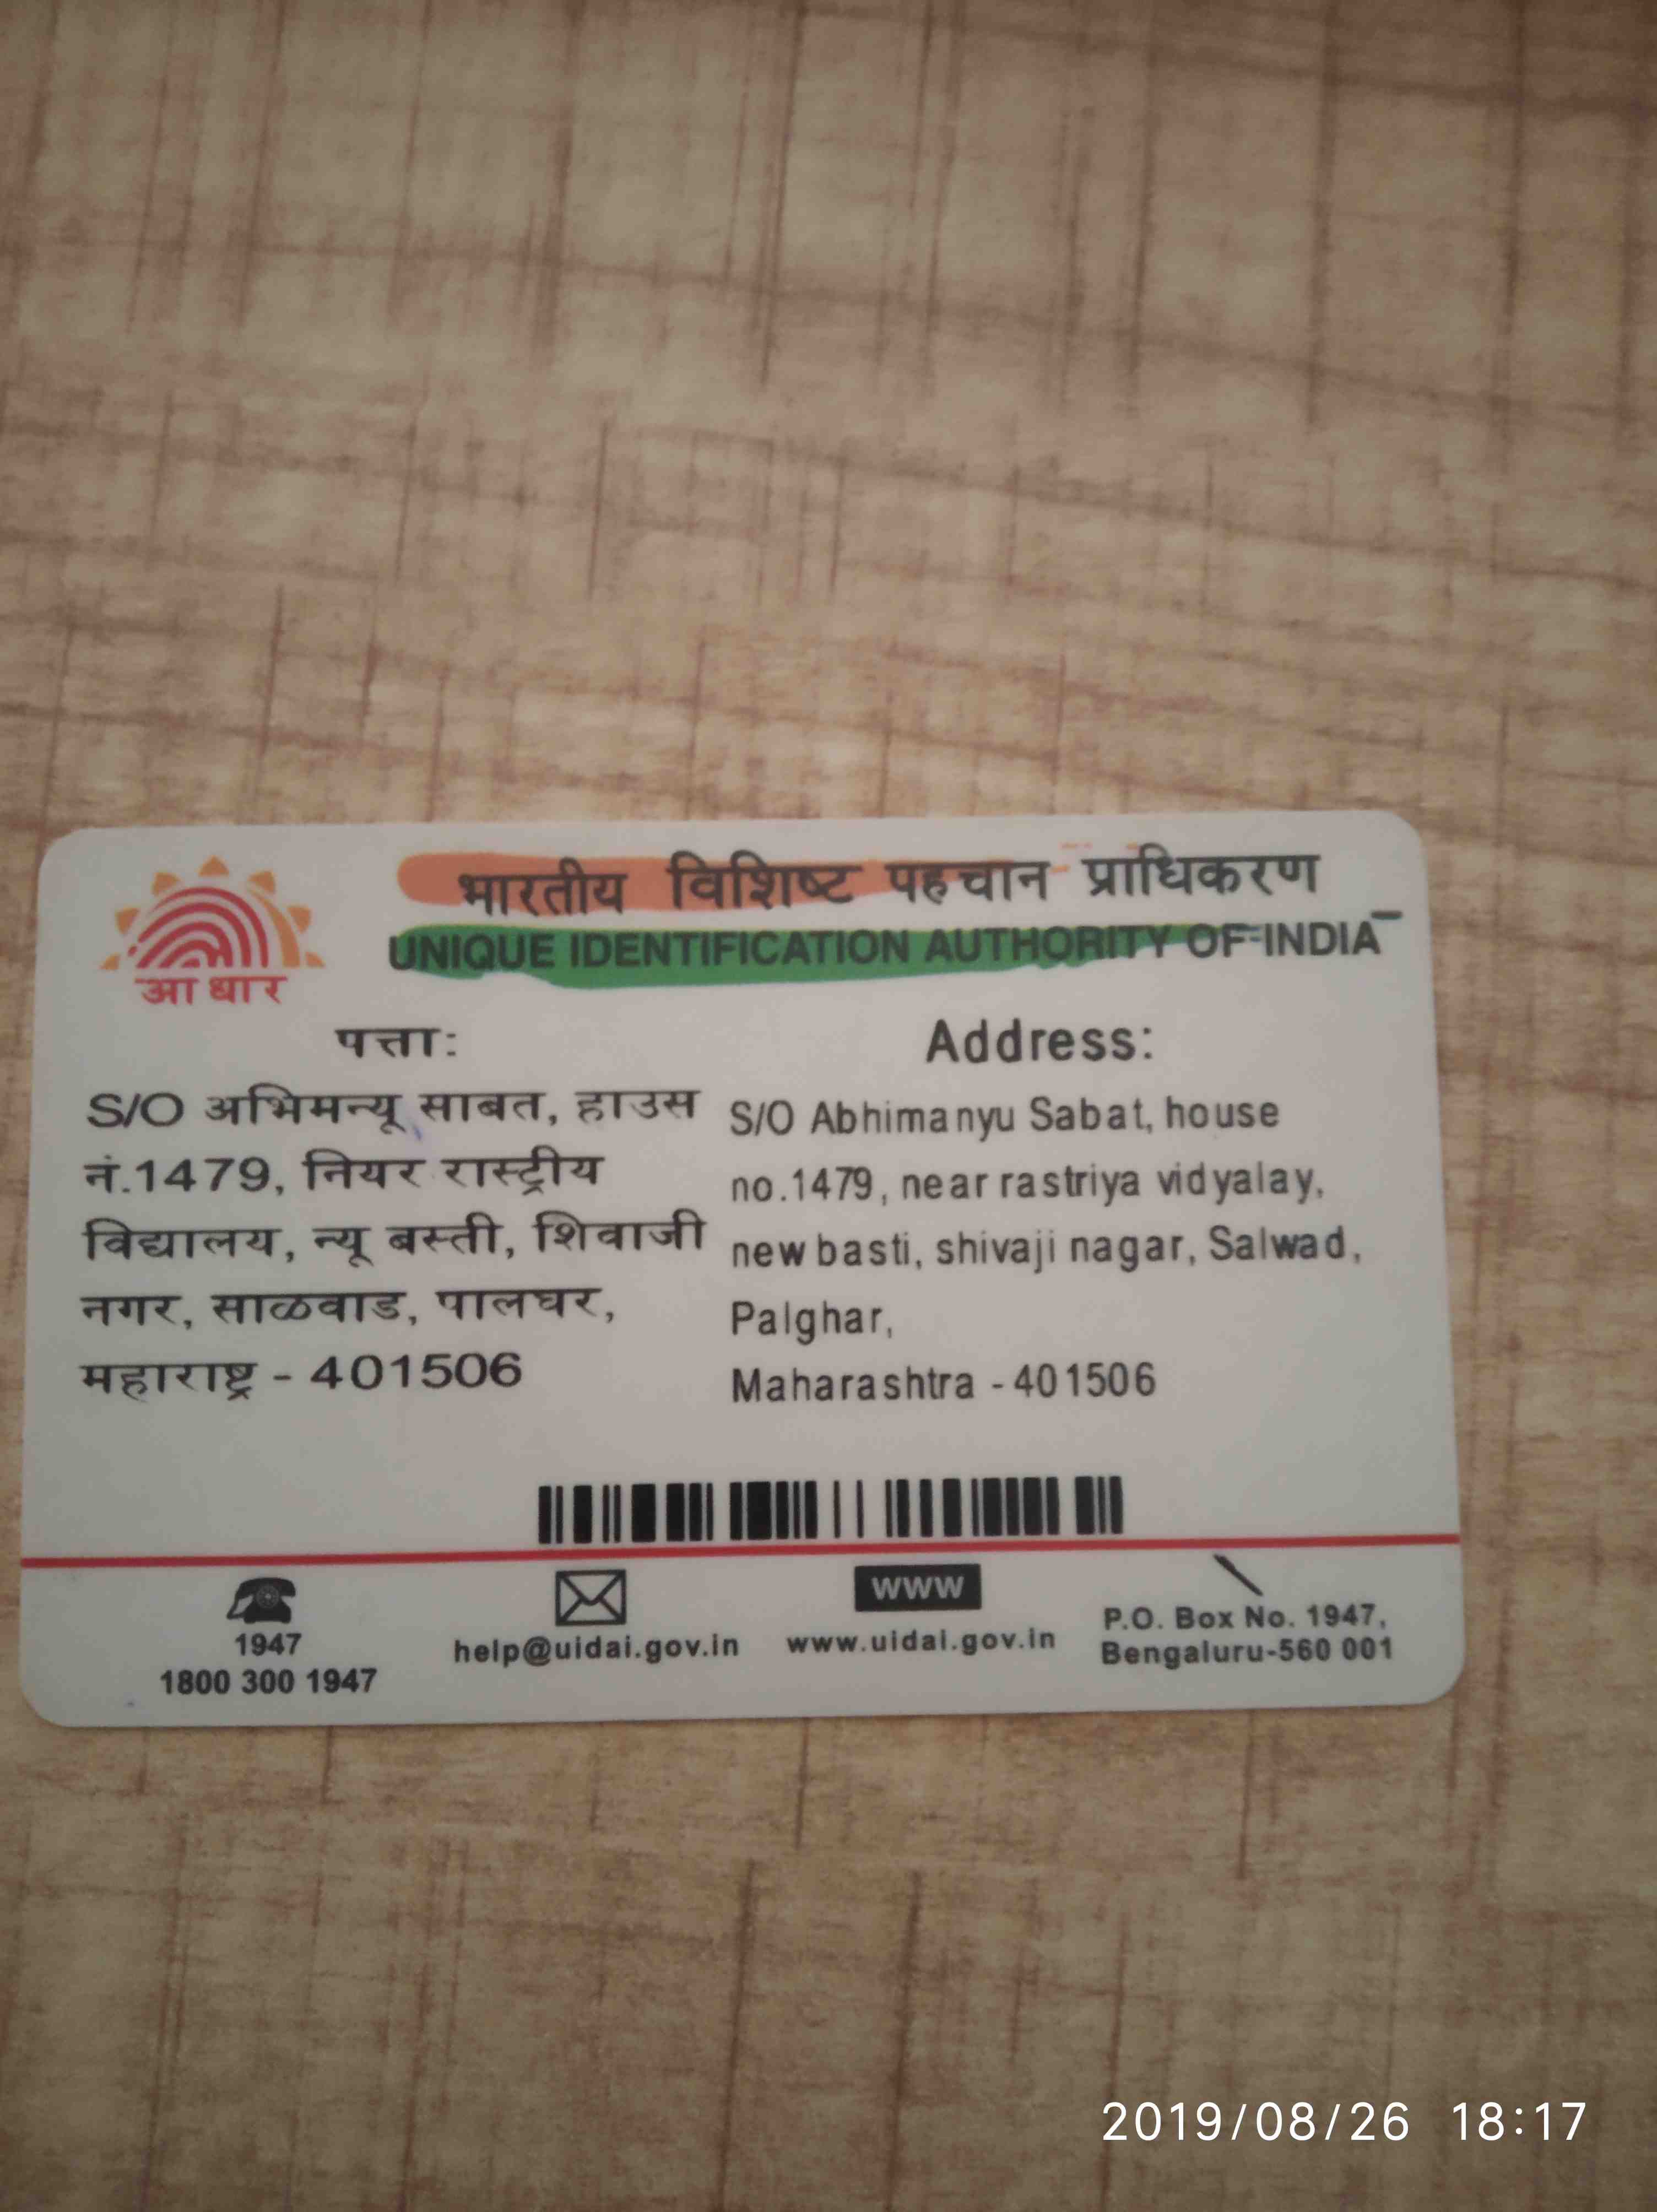 भारतीय विशिष्ट पहचान प्राधिकरण
UNIQUE IDENTIFICATION AUTHORITY OF INDIA
आधार
पत्ता:
S/O अभिमन्यू साबत, हाउस
नं.1479, नियर रास्ट्रीय
विद्यालय, न्यू बस्ती, शिवाजी
नगर, साळवाड, पालघर,
महाराष्ट्र - 401506
Address:
S/O Abhimanyu Sabat, house
no.1479, near rastriya vidyalay,
new basti, shivaji nagar, Salwad,
Palghar,
Maharashtra - 401506
1947
1800 300 1947
help@uidai.gov.in
www
www.uidai.gov.in
P.O. Box No. 1947,
Bengaluru-560 001
2019/08/26 18:17